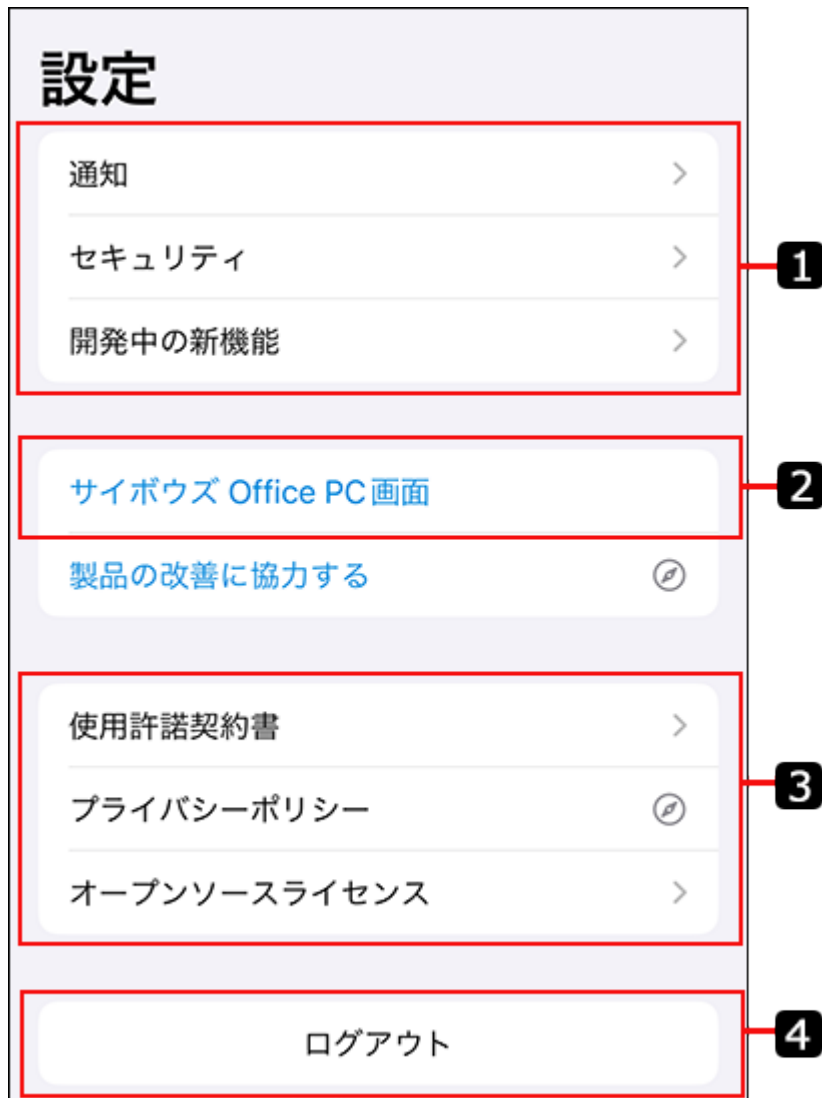 設定
通知
セキュリティ
開発中の新機能
1
サイボウズ Office PC画面
2
製品の改善に協力する
使用許諾契約書
プライバシーポリシー
3
オープンソースライセンス
ログアウト
4